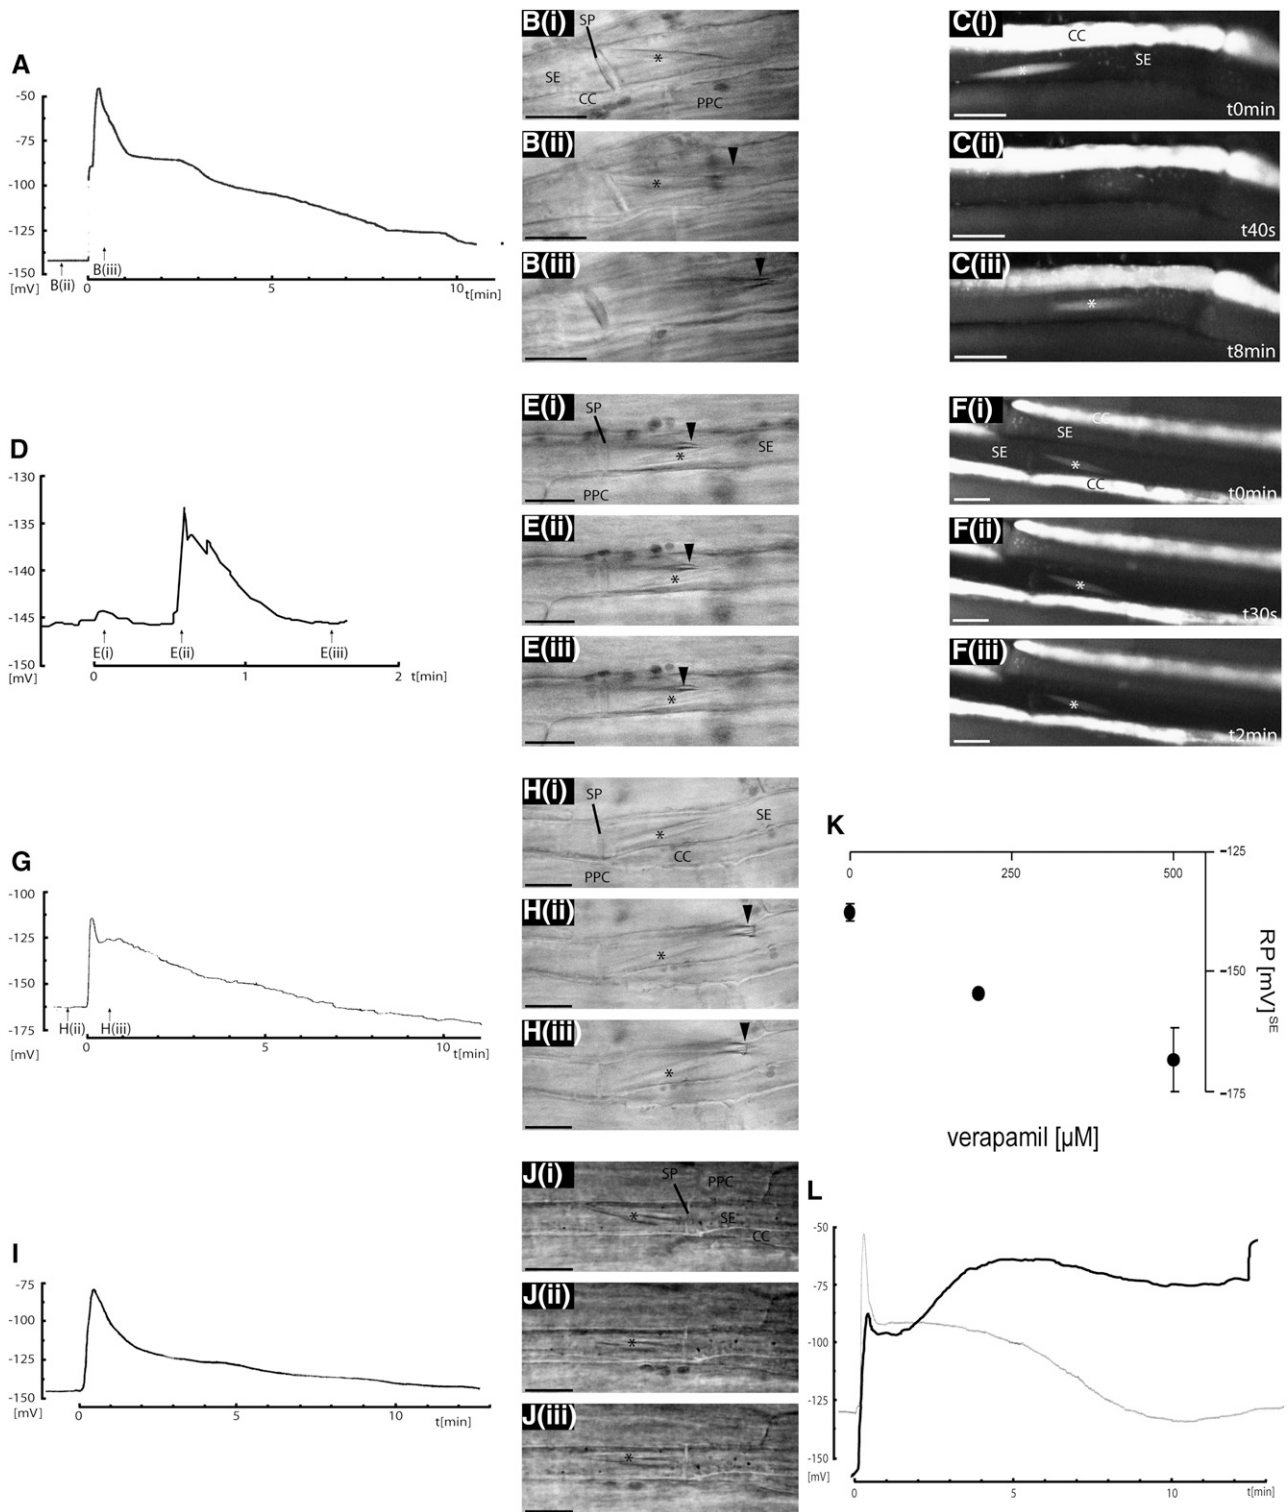 A
-50
-75
-100
-125
-150
[mV]
B(ii)
B(iii)
0
5
10
t[min]
B(i)
SP
*
SE
CC
PPC
B(ii)
*
B(iii)
C(i)
CC
SE
*
t0min
C(ii)
t40s
C(iii)
*
t8min
D
-130
-135
-140
-145
-150
[mV]
E(i)
E(ii)
E(iii)
0
1
2
t[min]
E(i)
SP
SE
*
PPC
E(ii)
*
E(iii)
*
F(i)
CC
SE
SE
*
CC
t0min
F(ii)
*
t30s
F(iii)
*
t2min
G
-100
-125
-150
-175
[mV]
H(ii)
H(iii)
0
5
10
t[min]
H(i)
SP
SE
*
CC
PPC
H(ii)
*
H(iii)
*
K
0
250
500
-125
-150
-175
RP [mV]SE
verapamil [µM]
I
-75
-100
-125
-150
[mV]
0
5
10
t[min]
J(i)
SP
PPC
*
SE
CC
J(ii)
*
J(iii)
*
L
-50
-75
-100
-125
-150
[mV]
0
5
10
t[min]